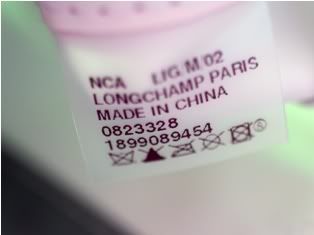 NCA LIG.M/02
LONGCHAMP PARIS
MADE IN CHINA
0823328
1899089454